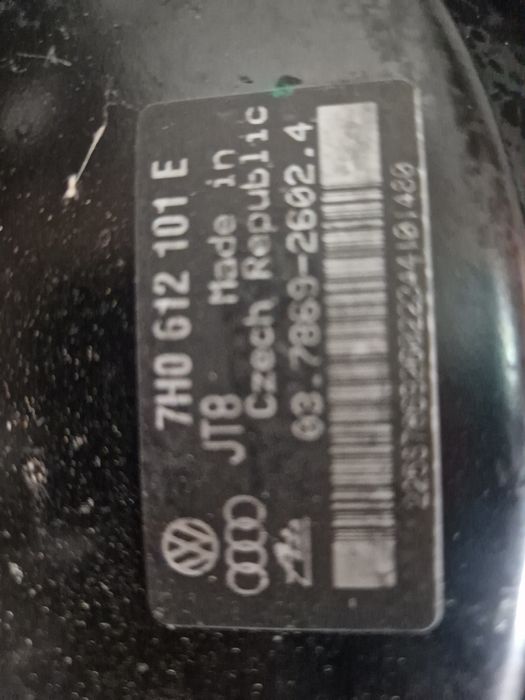 7H0 612 101 E
JT8 Made in
Czech Republic
03.7869-2602.4